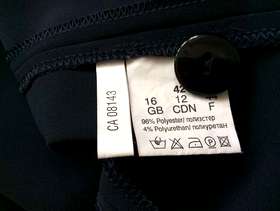 CA 08143
42
16 12
GB CDN F
96% Polyester/ полиэстер
4% Polyurethan/ полиуретан